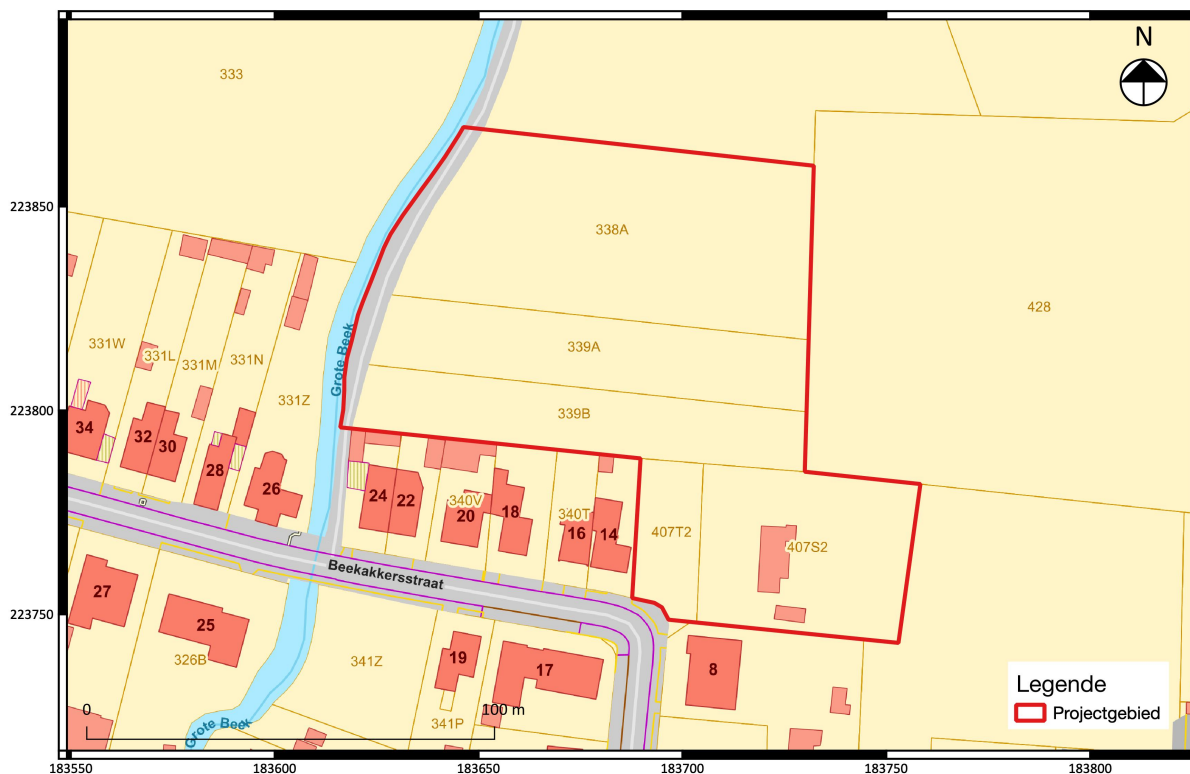 N
333
338A
223850
428
331W
331L
331M
331N
339A
Grote Beek
331Z
339B
223800
34
32
30
28
26
24
22
340V
20
18
340T
16
14
407T2
407S2
Beekakkersstraat
27
25
223750
326B
341Z
19
17
8
341P
Grote Beek
0
100 m
Legende
Projectgebied
183550
183600
183650
183700
183750
183800